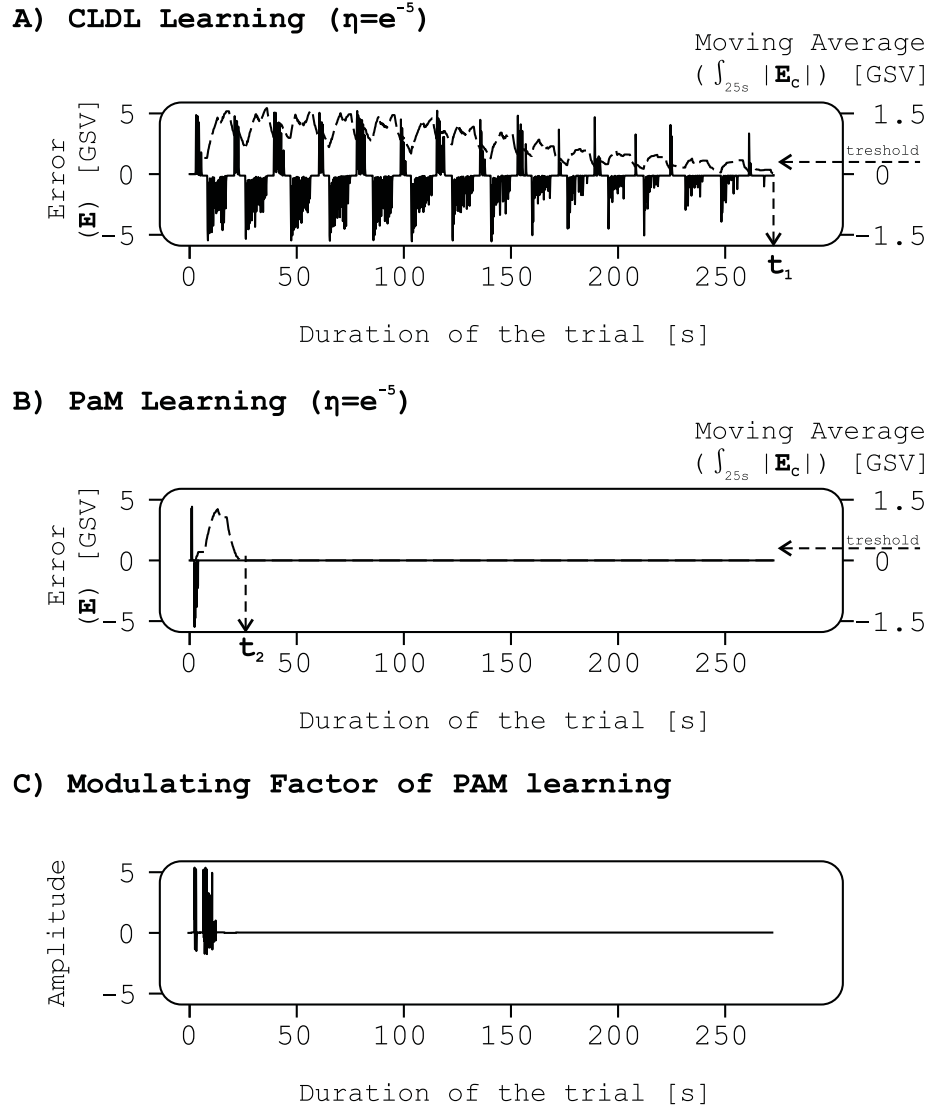 A) CLDL Learning (η=e⁻⁵)
Moving Average
(∫₂₅ₛ |E꜀|) [GSV]
Error
(E) [GSV]
5
0
-5
1.5
treshold
0
-1.5
t₁
0 50 100 150 200 250
Duration of the trial [s]
B) PaM Learning (η=e⁻⁵)
Moving Average
(∫₂₅ₛ |E꜀|) [GSV]
Error
(E) [GSV]
5
0
-5
1.5
treshold
0
-1.5
t₂
0 50 100 150 200 250
Duration of the trial [s]
C) Modulating Factor of PAM learning
Amplitude
5
0
-5
0 50 100 150 200 250
Duration of the trial [s]